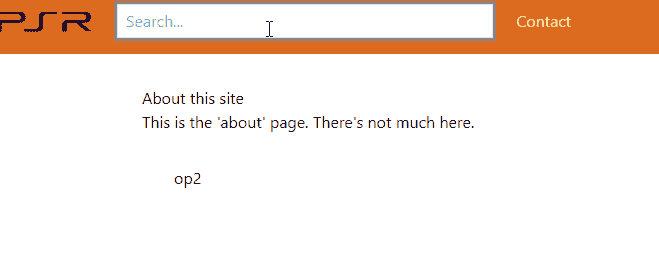 PSR
Search...
Contact
About this site
This is the 'about' page. There's not much here.
op2